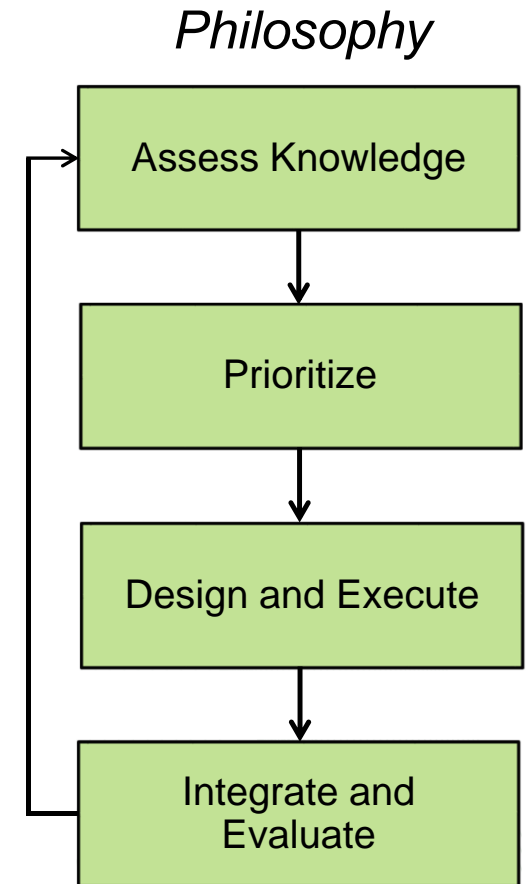 Philosophy
Assess Knowledge
Prioritize
Design and Execute
Integrate and
Evaluate